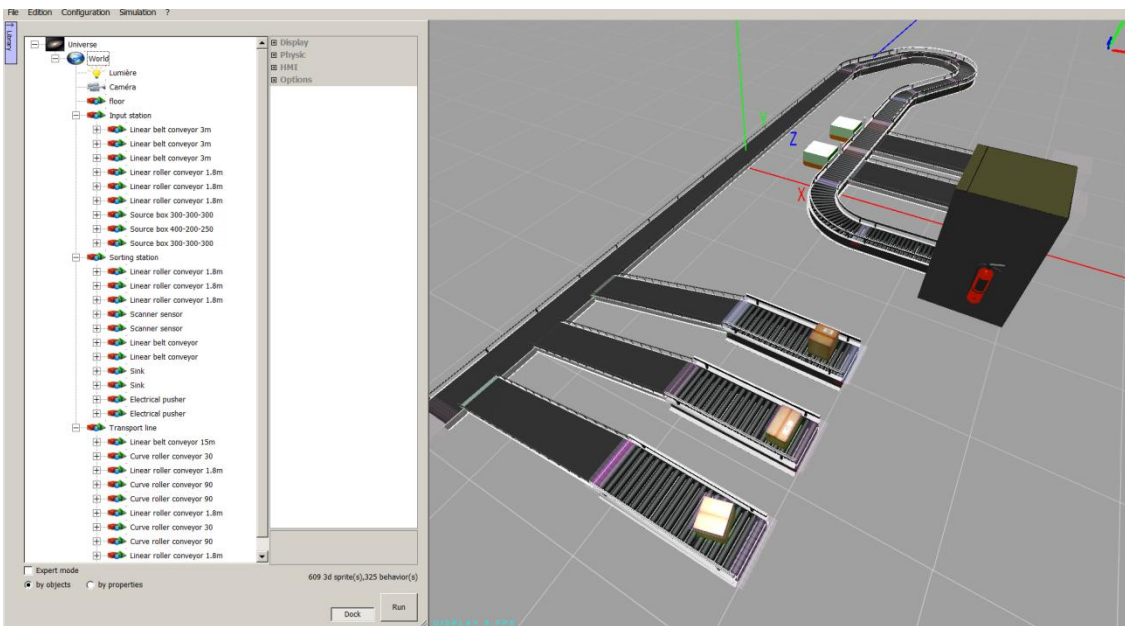 File Edition Configuration Simulation ?
Library
Universe
World
Lumière
Caméra
floor
Input station
Linear belt conveyor 3m
Linear belt conveyor 3m
Linear belt conveyor 3m
Linear roller conveyor 1.8m
Linear roller conveyor 1.8m
Linear roller conveyor 1.8m
Source box 300-300-300
Source box 400-200-250
Source box 300-300-300
Sorting station
Linear roller conveyor 1.8m
Linear roller conveyor 1.8m
Linear roller conveyor 1.8m
Scanner sensor
Scanner sensor
Linear belt conveyor
Linear belt conveyor
Sink
Sink
Electrical pusher
Electrical pusher
Transport line
Linear belt conveyor 15m
Curve roller conveyor 30
Linear roller conveyor 1.8m
Curve roller conveyor 90
Curve roller conveyor 90
Linear roller conveyor 1.8m
Curve roller conveyor 30
Curve roller conveyor 90
Linear roller conveyor 1.8m
Expert mode
by objects by properties
Display
Physic
HMI
Options
609 3d sprite(s),325 behavior(s)
Dock Run
Y
Z
X